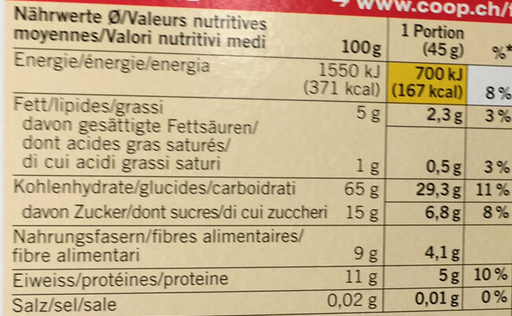 www.coop.ch/
Nährwerte Ø/Valeurs nutritives
moyennes/Valori nutritivi medi 100g 1 Portion (45 g) %*
Energie/énergie/energia 1550 kJ 700 kJ
(371 kcal) (167 kcal) 8%
Fett/lipides/grassi 5 g 2,3 g 3%
davon gesättigte Fettsäuren/
dont acides gras saturés/
di cui acidi grassi saturi 1 g 0,5 g 3%
Kohlenhydrate/glucides/carboidrati 65 g 29,3 g 11%
davon Zucker/dont sucres/di cui zuccheri 15 g 6,8 g 8%
Nahrungsfasern/fibres alimentaires/
fibre alimentari 9 g 4,1 g
Eiweiss/protéines/proteine 11 g 5 g 10%
Salz/sel/sale 0,02 g 0,01 g 0%